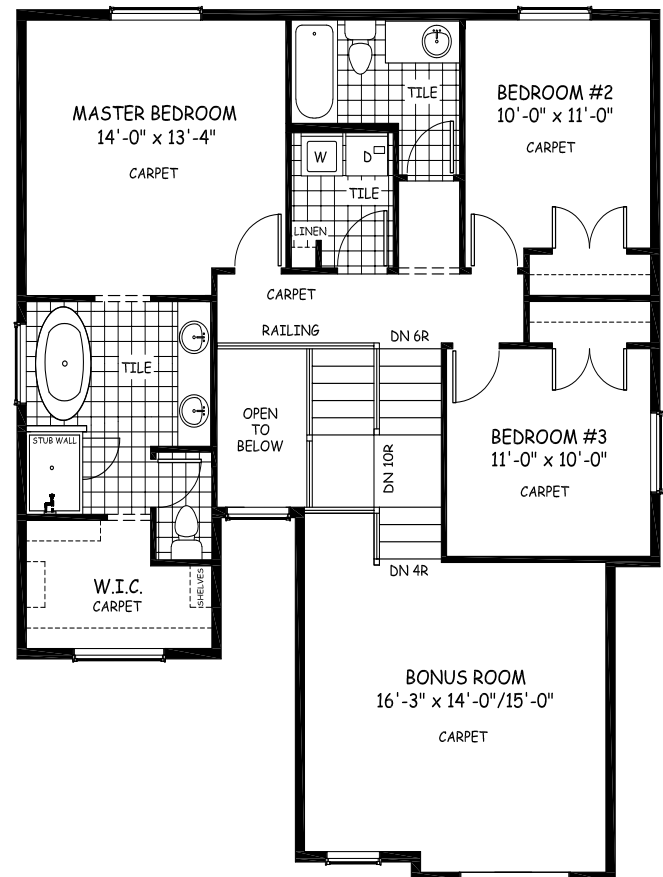 MASTER BEDROOM
14'-0" x 13'-4"
CARPET
TILE
BEDROOM #2
10'-0" x 11'-0"
CARPET
W
D
TILE
LINEN
CARPET
RAILING
DN 6R
TILE
OPEN
TO
BELOW
DN 10R
BEDROOM #3
11'-0" x 10'-0"
CARPET
STUB WALL
W.I.C.
CARPET
5SHELVES
DN 4R
BONUS ROOM
16'-3" x 14'-0"/15'-0"
CARPET